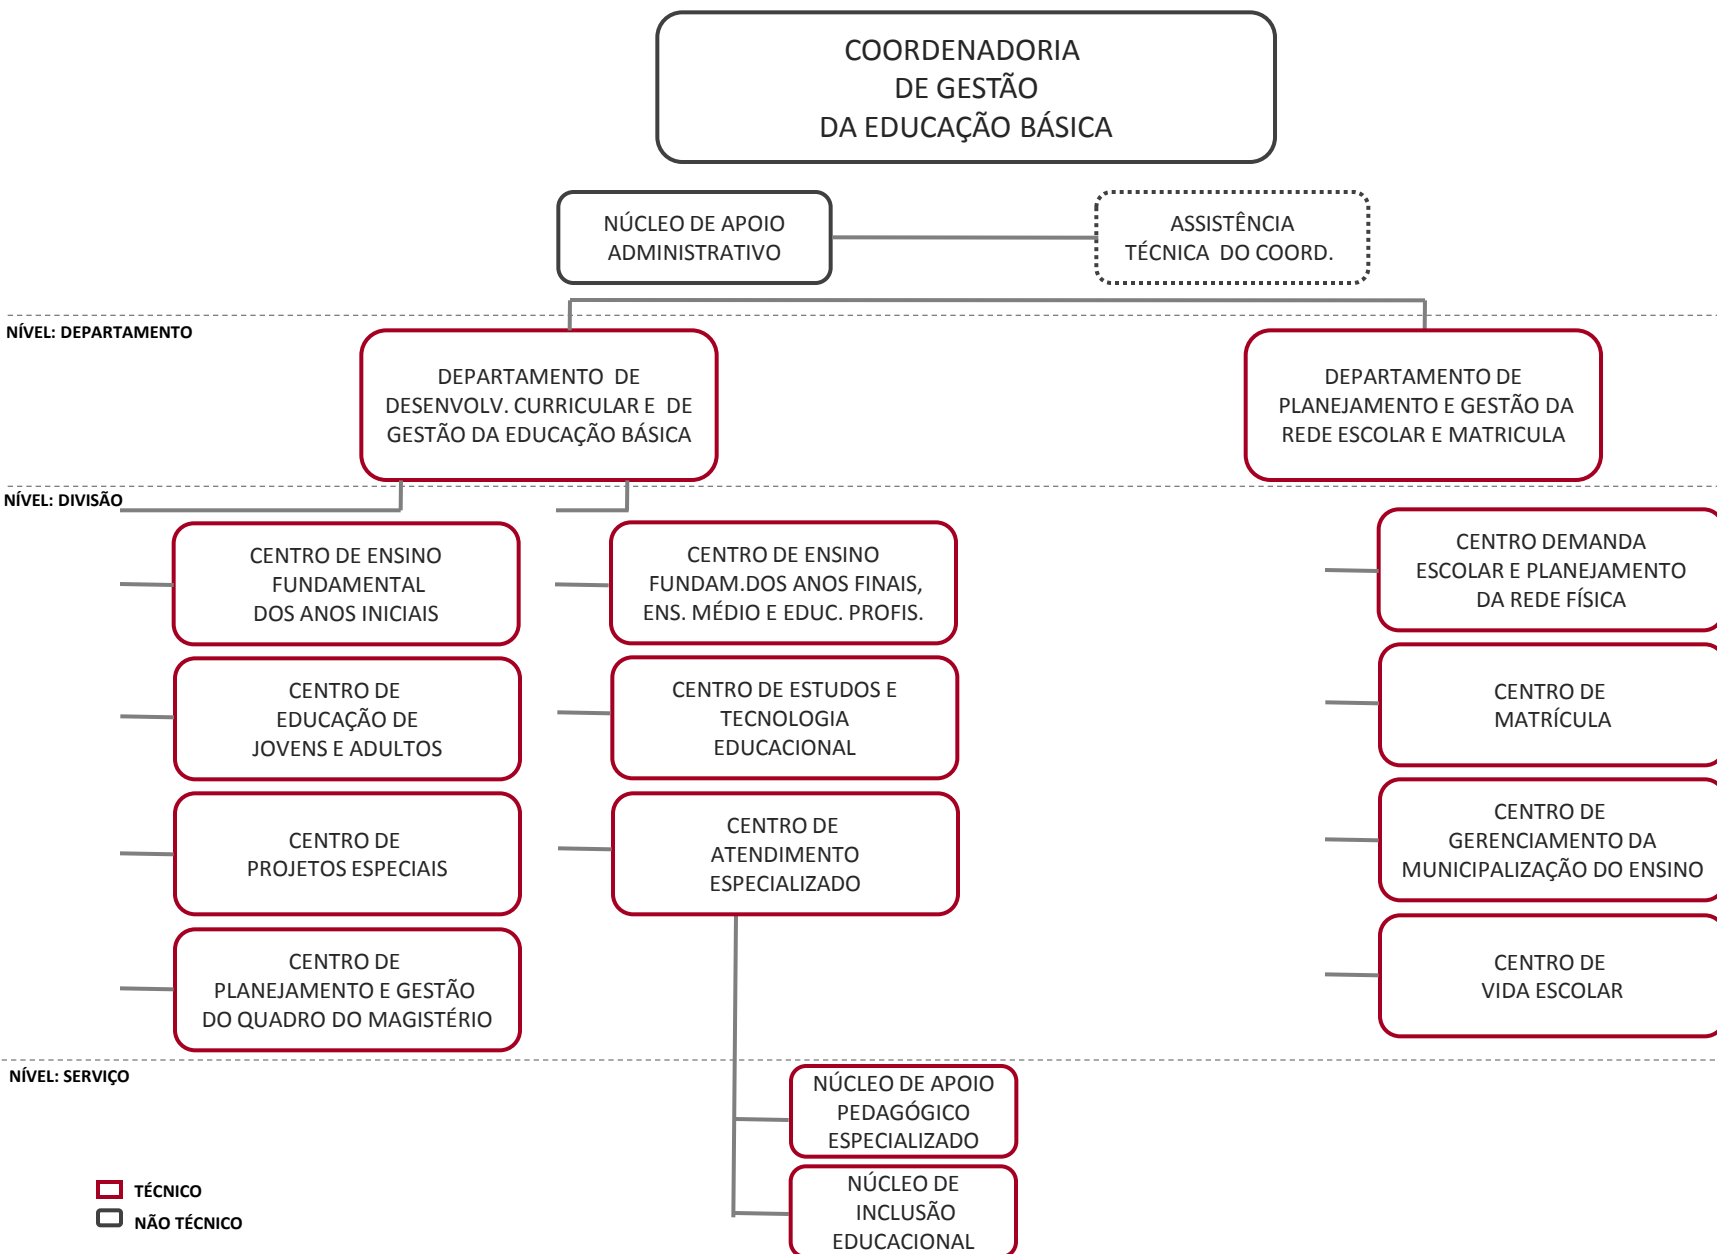 COORDENADORIA
DE GESTÃO
DA EDUCAÇÃO BÁSICA
NÚCLEO DE APOIO
ADMINISTRATIVO
ASSISTÊNCIA
TÉCNICA DO COORD.
NÍVEL: DEPARTAMENTO
DEPARTAMENTO DE
DESENVOLV. CURRICULAR E DE
GESTÃO DA EDUCAÇÃO BÁSICA
DEPARTAMENTO DE
PLANEJAMENTO E GESTÃO DA
REDE ESCOLAR E MATRICULA
NÍVEL: DIVISÃO
CENTRO DE ENSINO
FUNDAMENTAL
DOS ANOS INICIAIS
CENTRO DE ENSINO
FUNDAM.DOS ANOS FINAIS,
ENS. MÉDIO E EDUC. PROFIS.
CENTRO DEMANDA
ESCOLAR E PLANEJAMENTO
DA REDE FÍSICA
CENTRO DE
EDUCAÇÃO DE
JOVENS E ADULTOS
CENTRO DE ESTUDOS E
TECNOLOGIA
EDUCACIONAL
CENTRO DE
MATRÍCULA
CENTRO DE
PROJETOS ESPECIAIS
CENTRO DE
ATENDIMENTO
ESPECIALIZADO
CENTRO DE
GERENCIAMENTO DA
MUNICIPALIZAÇÃO DO ENSINO
CENTRO DE
PLANEJAMENTO E GESTÃO
DO QUADRO DO MAGISTÉRIO
CENTRO DE
VIDA ESCOLAR
NÍVEL: SERVIÇO
NÚCLEO DE APOIO
PEDAGÓGICO
ESPECIALIZADO
NÚCLEO DE
INCLUSÃO
EDUCACIONAL
TÉCNICO
NÃO TÉCNICO